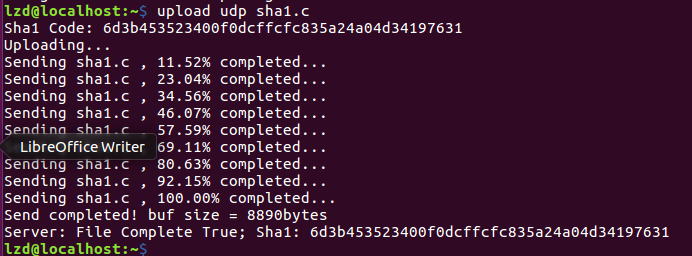 lzd@localhost:~$ upload udp sha1.c
Sha1 Code: 6d3b453523400f0dcffcfc835a24a04d34197631
Uploading...
Sending sha1.c , 11.52% completed...
Sending sha1.c , 23.04% completed...
Sending sha1.c , 34.56% completed...
Sending sha1.c , 46.07% completed...
Sending sha1.c , 57.59% completed...
LibreOffice Writer 69.11% completed...
Sending sha1.c , 80.63% completed...
Sending sha1.c , 92.15% completed...
Sending sha1.c , 100.00% completed...
Send completed! buf size = 8890bytes
Server: File Complete True; Sha1: 6d3b453523400f0dcffcfc835a24a04d34197631
lzd@localhost:~$